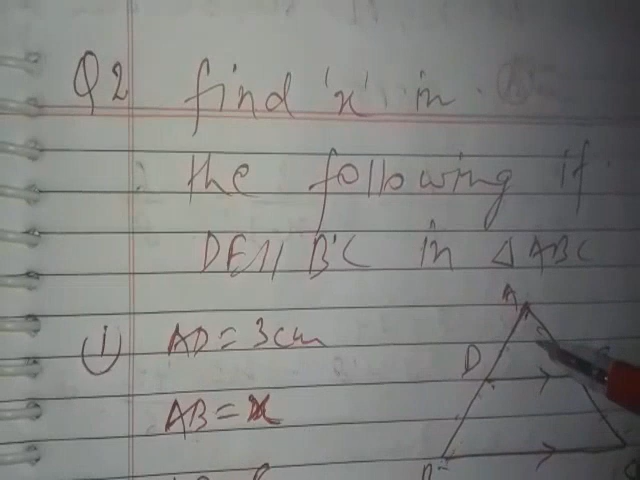 Q2 find 'x' in
the following if
DE || BC in △ABC
(i) AD = 3cm
AB = x
A
D